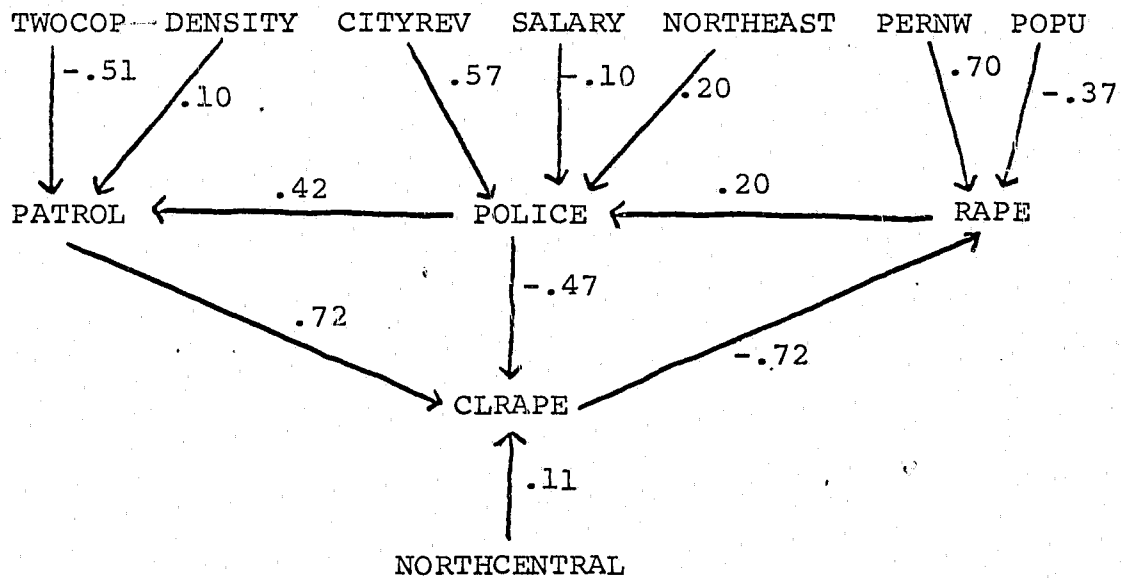 TWOCOP DENSITY CITYREV SALARY NORTHEAST PERNW POPU
-.51 .10 .57 -.10 .20 .70 -.37
PATROL .42 POLICE .20 RAPE
.72 -.47 -.72
CLRAPE
.11
NORTHCENTRAL